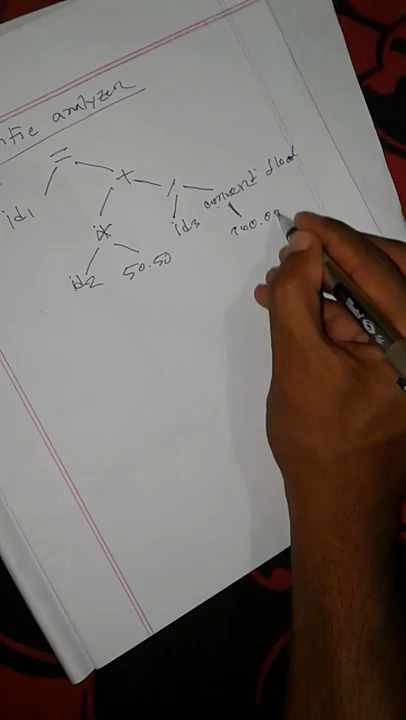 ntic analyzer
=
id1 +
* /
id2 50.50 id3 convert float
100.00